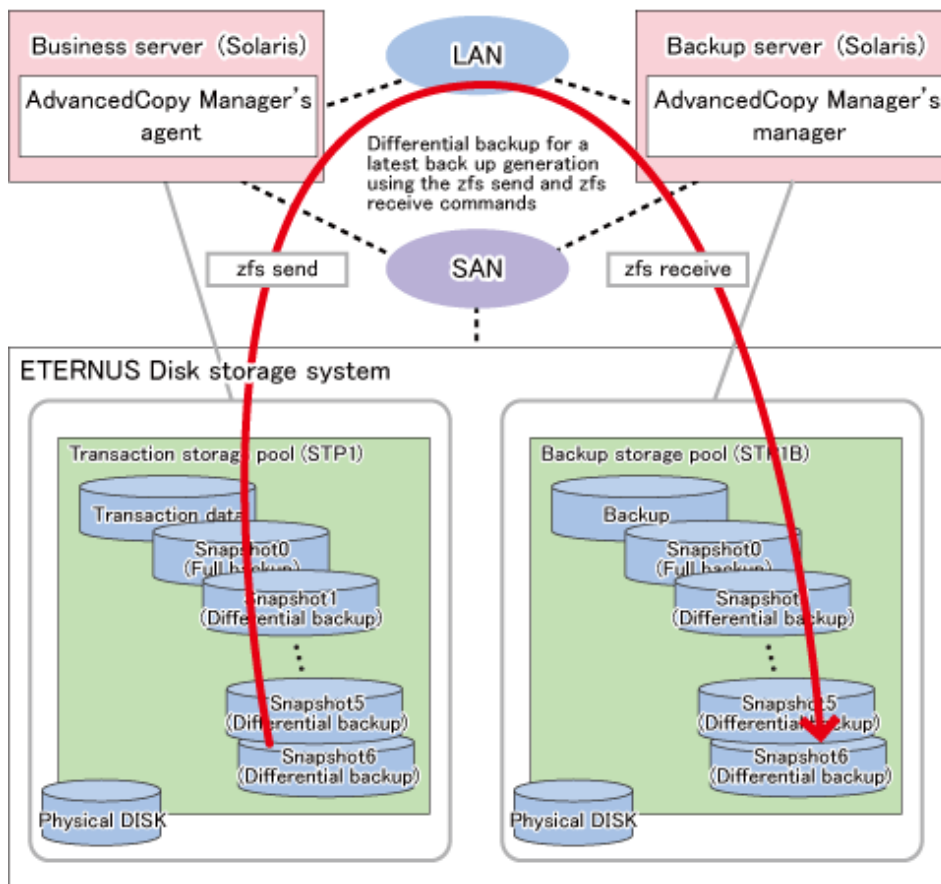 Business server (Solaris)
AdvancedCopy Manager's
agent
LAN
Backup server (Solaris)
AdvancedCopy Manager's
manager
Differential backup for a
latest back up generation
using the zfs send and zfs
receive commands
zfs send
SAN
zfs receive
ETERNUS Disk storage system
Transaction storage pool (STP1)
Transaction data
Snapshot0
(Full backup)
Snapshot1
(Differential backup)
Snapshot5
(Differential backup)
Snapshot6
(Differential backup)
Physical DISK
Backup storage pool (STP1B)
Backup
Snapshot0
(Full backup)
Snapshot
(Differential backup)
Snapshot5
(Differential backup)
Snapshot6
(Differential backup)
Physical DISK